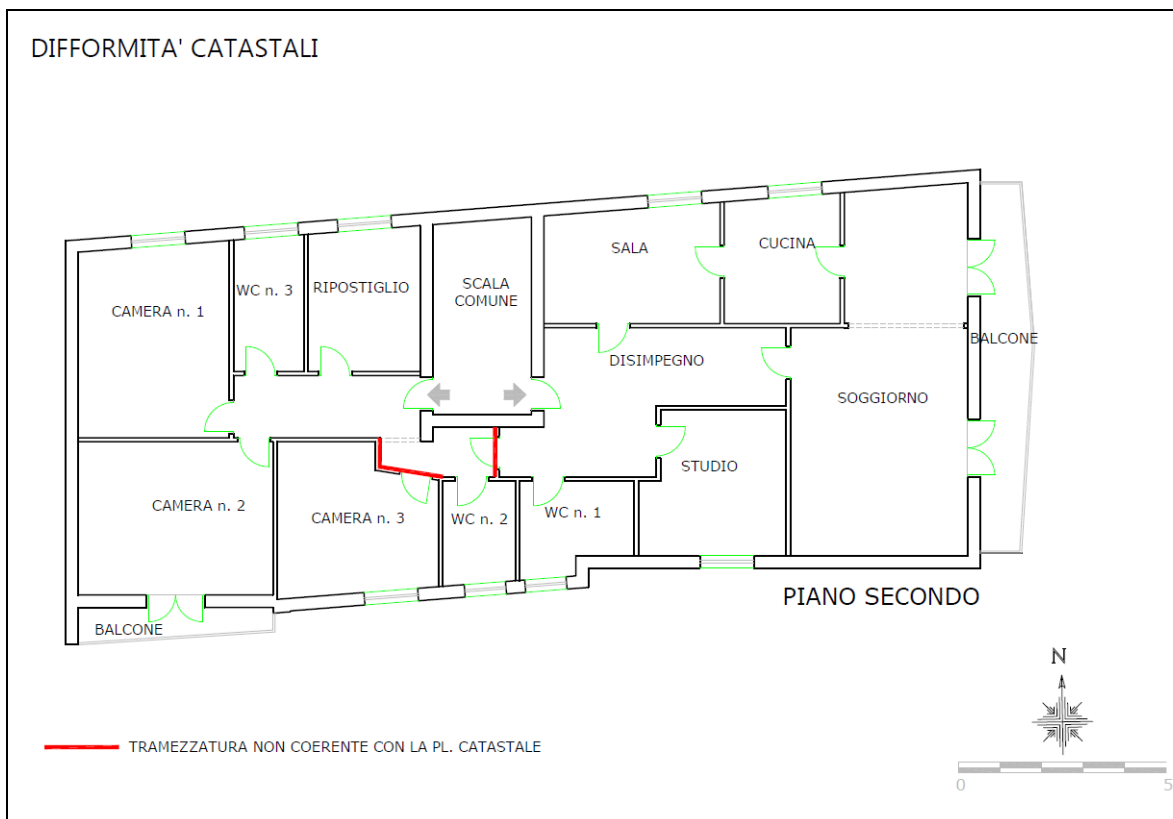 DIFFORMITA' CATASTALI
SALA
CUCINA
WC n. 3
RIPOSTIGLIO
SCALA
COMUNE
CAMERA n. 1
DISIMPEGNO
BALCONE
SOGGIORNO
STUDIO
CAMERA n. 2
CAMERA n. 3
WC n. 2
WC n. 1
PIANO SECONDO
BALCONE
N
TRAMEZZATURA NON COERENTE CON LA PL. CATASTALE
0
5